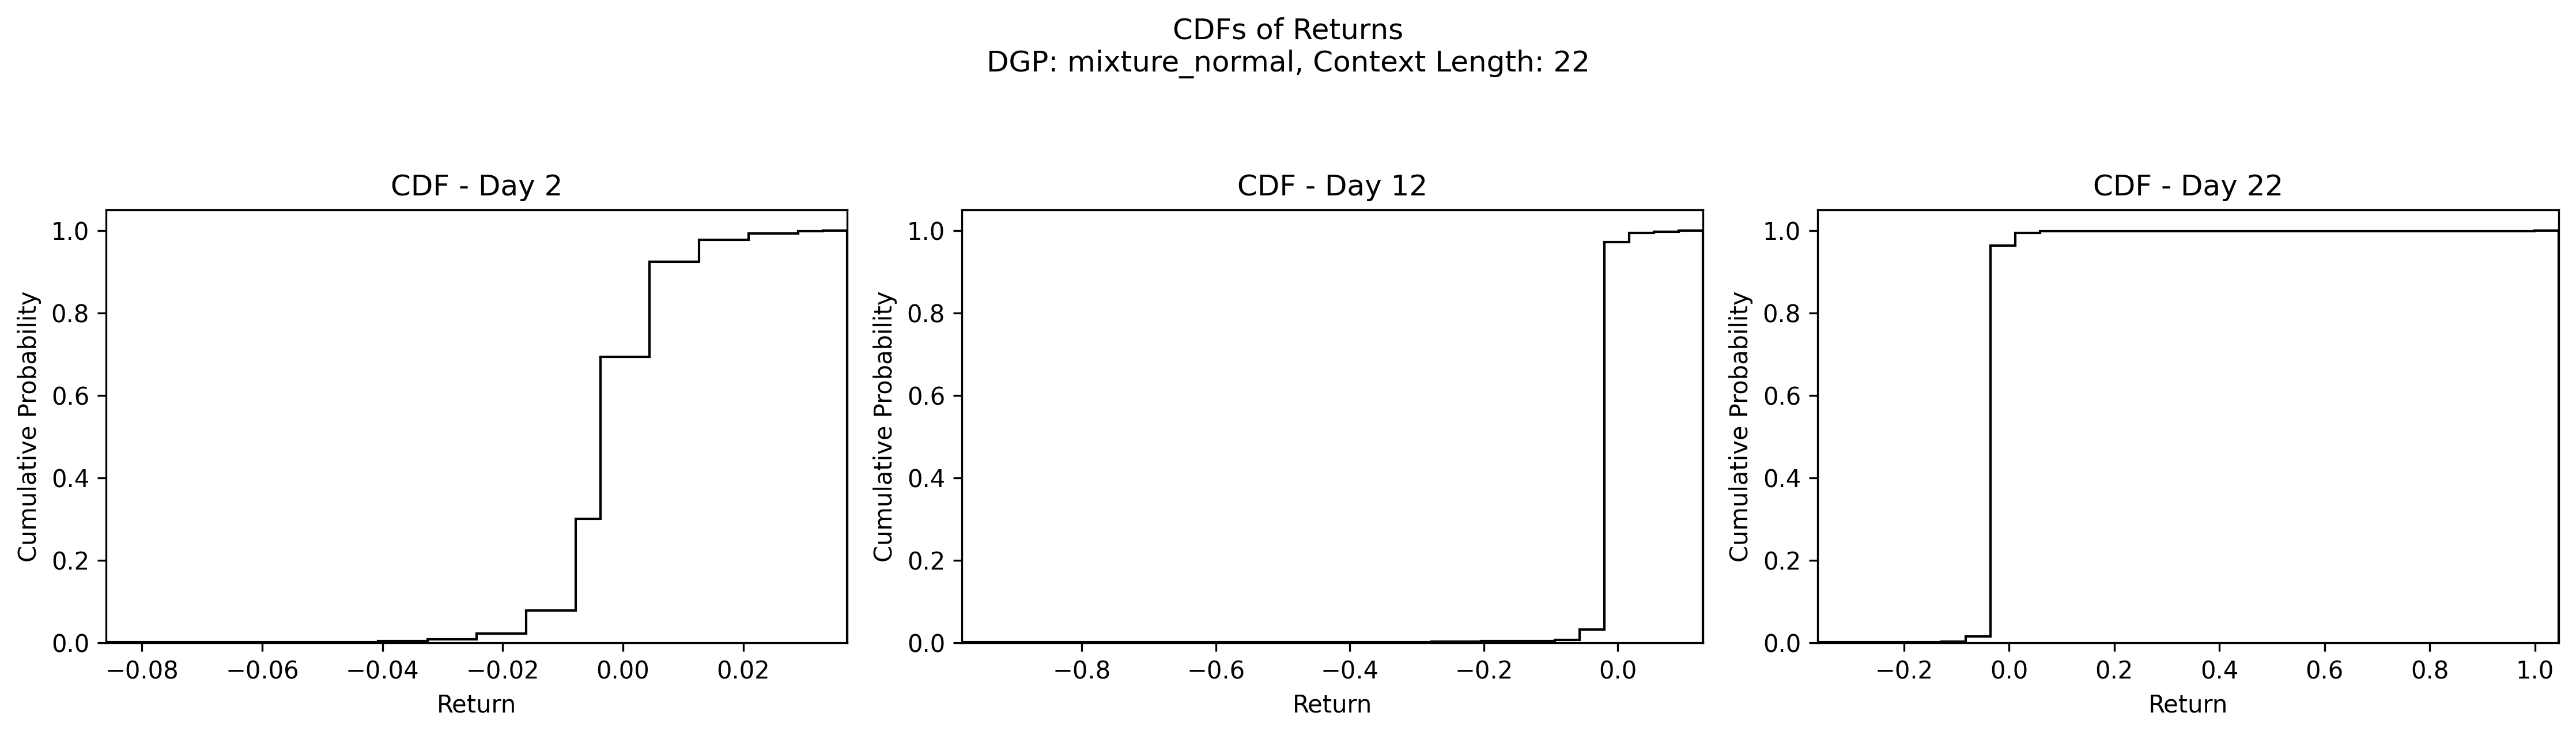 CDFs of Returns
DGP: mixture_normal, Context Length: 22
CDF - Day 2
1.0
0.8
0.6
0.4
0.2
0.0
Cumulative Probability
−0.08 −0.06 −0.04 −0.02 0.00 0.02
Return
CDF - Day 12
1.0
0.8
0.6
0.4
0.2
0.0
Cumulative Probability
−0.8 −0.6 −0.4 −0.2 0.0
Return
CDF - Day 22
1.0
0.8
0.6
0.4
0.2
0.0
Cumulative Probability
−0.2 0.0 0.2 0.4 0.6 0.8 1.0
Return